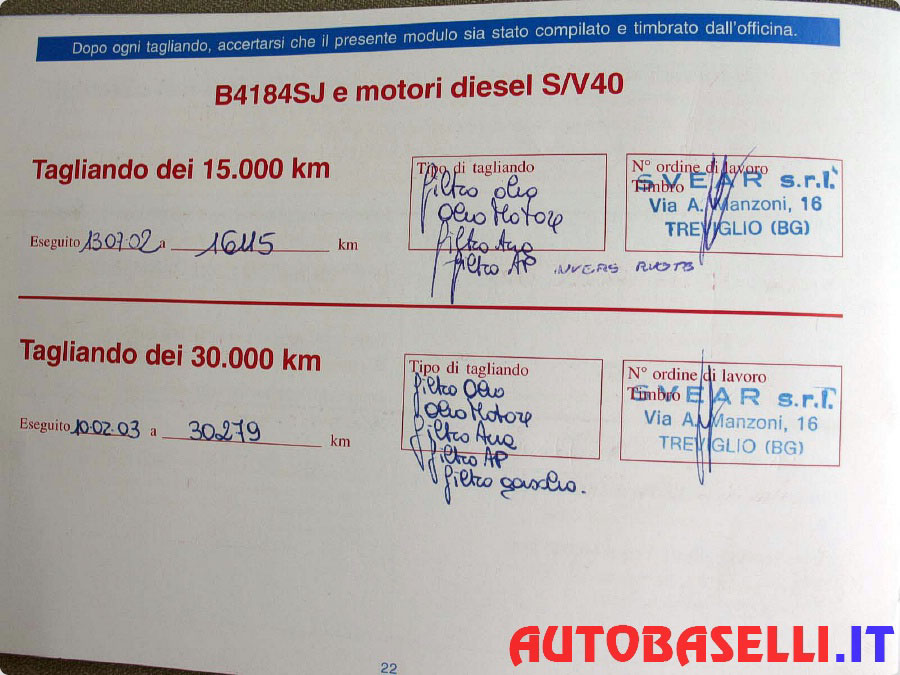 Dopo ogni tagliando, accertarsi che il presente modulo sia stato compilato e timbrato dall'officina.
B4184SJ e motori diesel S/V40
Tagliando dei 15.000 km
Tipo di tagliando
filtro olio
Olio Motore
filtro Aria
filtro AP INVERS RUOTE
N° ordine di lavoro
Timbro
SVEAR s.r.l.
Via A. Manzoni, 16
TREVIGLIO (BG)
Eseguito 13.07.02 a 16115 km
Tagliando dei 30.000 km
Tipo di tagliando
filtro Olio
Olio Motore
filtro Aria
filtro AP
filtro gasolio.
N° ordine di lavoro
Timbro
SVEAR s.r.l.
Via A. Manzoni, 16
TREVIGLIO (BG)
Eseguito 10.02.03 a 30279 km
22
AUTOBASELLI.IT